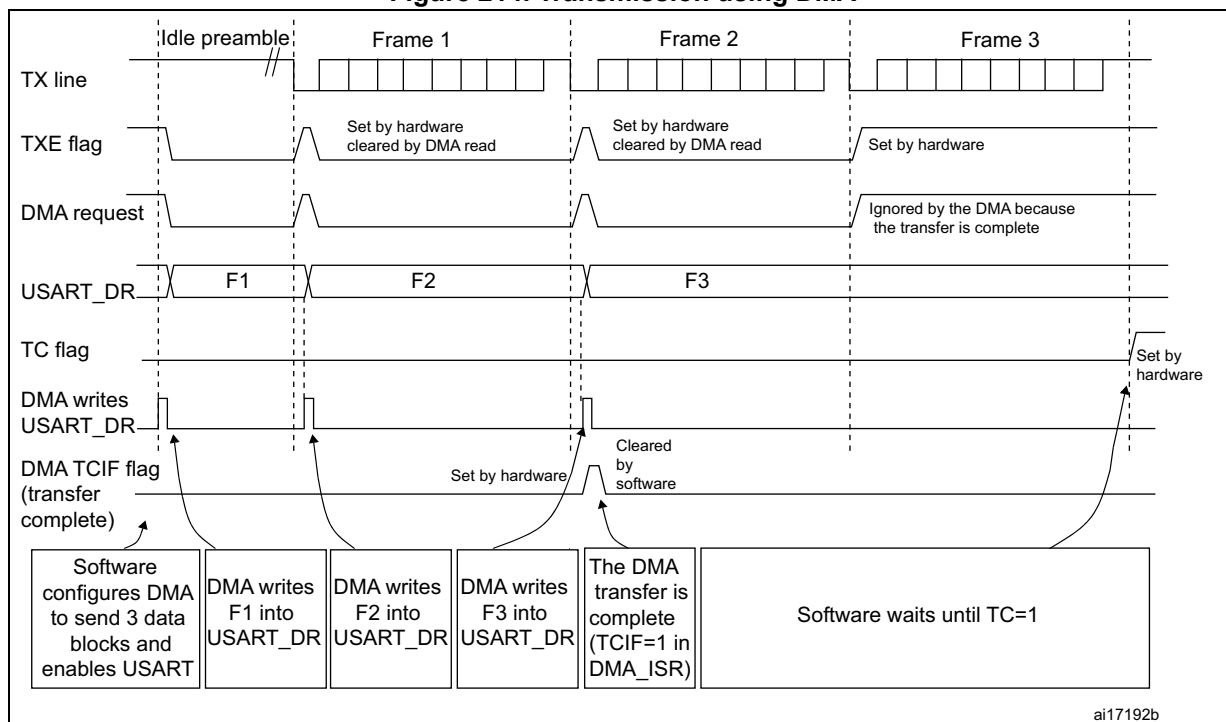 Idle preamble
Frame 1
Frame 2
Frame 3
TX line
TXE flag
Set by hardware
cleared by DMA read
Set by hardware
cleared by DMA read
Set by hardware
DMA request
Ignored by the DMA because
the transfer is complete
USART_DR
F1
F2
F3
TC flag
Set by
hardware
DMA writes
USART_DR
DMA TCIF flag
(transfer
complete)
Set by hardware
Cleared
by
software
Software
configures DMA
to send 3 data
blocks and
enables USART
DMA writes
F1 into
USART_DR
DMA writes
F2 into
USART_DR
DMA writes
F3 into
USART_DR
The DMA
transfer is
complete
(TCIF=1 in
DMA_ISR)
Software waits until TC=1
ai17192b